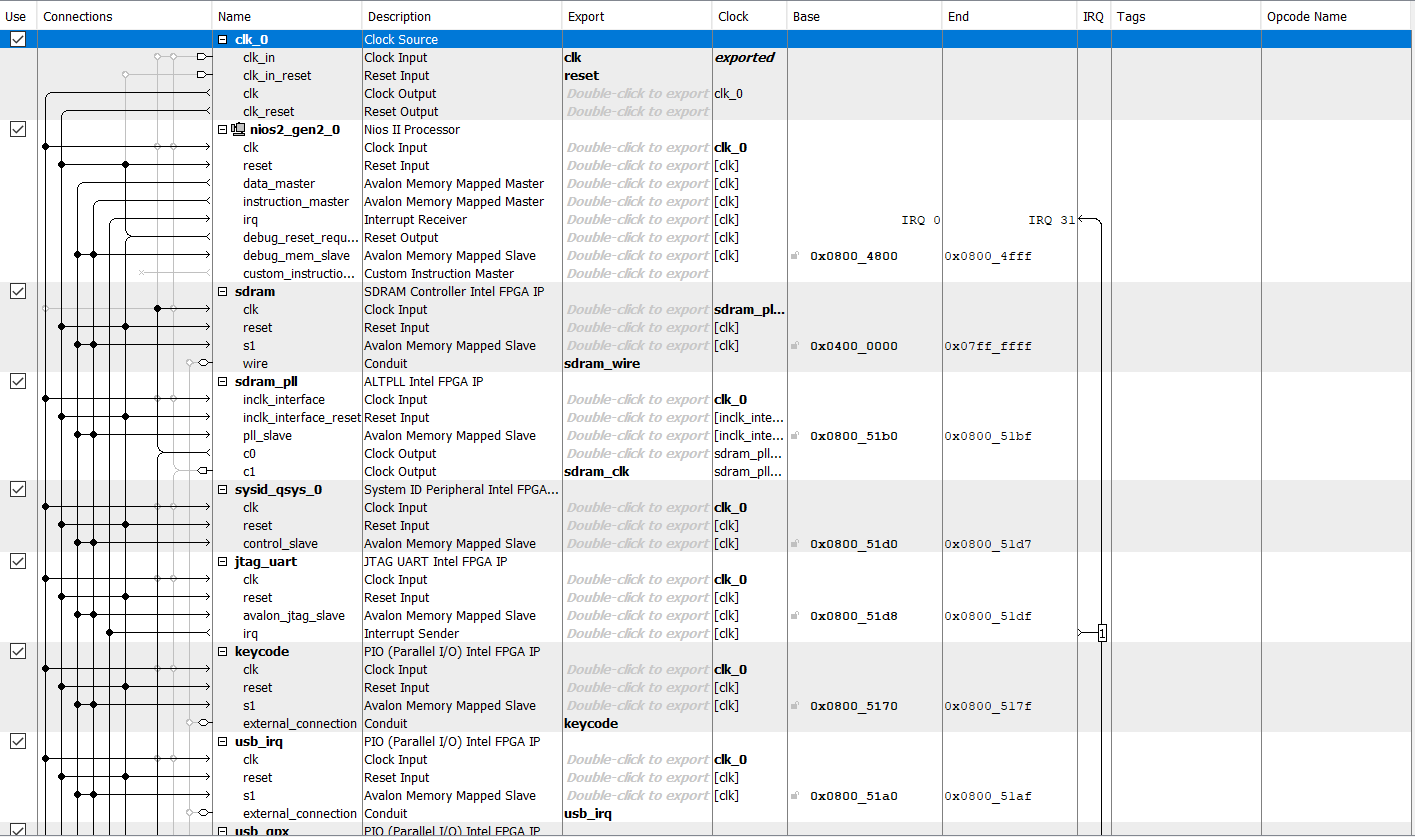 Use Connections Name Description Export Clock Base End IRQ Tags Opcode Name
clk_0 Clock Source
clk_in Clock Input clk exported
clk_in_reset Reset Input reset
clk Clock Output Double-click to export clk_0
clk_reset Reset Output Double-click to export
nios2_gen2_0 Nios II Processor
clk Clock Input Double-click to export clk_0
reset Reset Input Double-click to export [clk]
data_master Avalon Memory Mapped Master Double-click to export [clk]
instruction_master Avalon Memory Mapped Master Double-click to export [clk]
irq Interrupt Receiver Double-click to export [clk] IRQ 0 IRQ 31
debug_reset_requ... Reset Output Double-click to export [clk]
debug_mem_slave Avalon Memory Mapped Slave Double-click to export [clk] 0x0800_4800 0x0800_4fff
custom_instructio... Custom Instruction Master Double-click to export
sdram SDRAM Controller Intel FPGA IP
clk Clock Input Double-click to export sdram_pl...
reset Reset Input Double-click to export [clk]
s1 Avalon Memory Mapped Slave Double-click to export [clk] 0x0400_0000 0x07ff_ffff
wire Conduit sdram_wire
sdram_pll ALTPLL Intel FPGA IP
inclk_interface Clock Input Double-click to export clk_0
inclk_interface_reset Reset Input Double-click to export [inclk_inte...
pll_slave Avalon Memory Mapped Slave Double-click to export [inclk_inte... 0x0800_51b0 0x0800_51bf
c0 Clock Output Double-click to export sdram_pll...
c1 Clock Output sdram_clk sdram_pll...
sysid_qsys_0 System ID Peripheral Intel FPGA...
clk Clock Input Double-click to export clk_0
reset Reset Input Double-click to export [clk]
control_slave Avalon Memory Mapped Slave Double-click to export [clk] 0x0800_51d0 0x0800_51d7
jtag_uart JTAG UART Intel FPGA IP
clk Clock Input Double-click to export clk_0
reset Reset Input Double-click to export [clk]
avalon_jtag_slave Avalon Memory Mapped Slave Double-click to export [clk] 0x0800_51d8 0x0800_51df
irq Interrupt Sender Double-click to export [clk] 1
keycode PIO (Parallel I/O) Intel FPGA IP
clk Clock Input Double-click to export clk_0
reset Reset Input Double-click to export [clk]
s1 Avalon Memory Mapped Slave Double-click to export [clk] 0x0800_5170 0x0800_517f
external_connection Conduit keycode
usb_irq PIO (Parallel I/O) Intel FPGA IP
clk Clock Input Double-click to export clk_0
reset Reset Input Double-click to export [clk]
s1 Avalon Memory Mapped Slave Double-click to export [clk] 0x0800_51a0 0x0800_51af
external_connection Conduit usb_irq
usb_gpx PIO (Parallel I/O) Intel FPGA IP